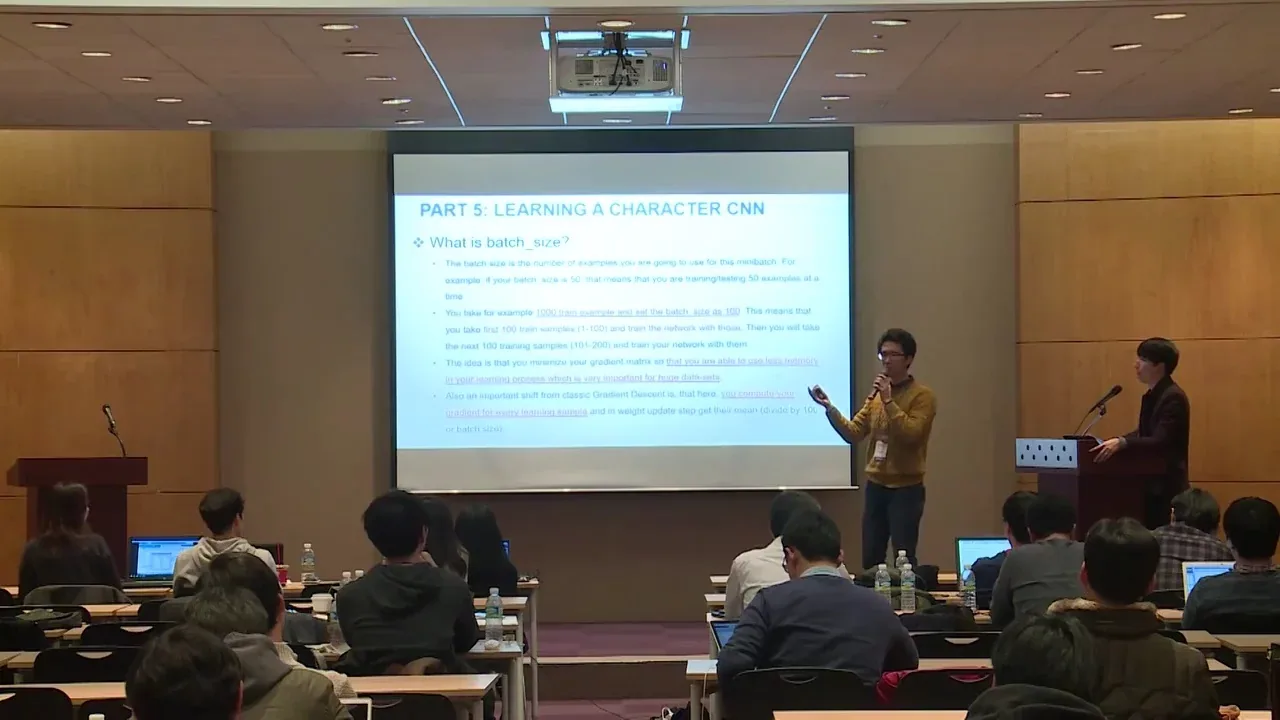 PART 5: LEARNING A CHARACTER CNN
❖ What is batch_size?
• The batch size is the number of examples you are going to use for this minibatch. For
example, if your batch_size is 50, that means that you are training/testing 50 examples at a
time.
• You take for example 1000 train example and set the batch_size as 100. This means that
you take first 100 train samples (1-100) and train the network with those. Then you will take
the next 100 training samples (101-200) and train your network with them.
• The idea is that you minimize your gradient matrix so that you are able to use less memory
in your learning process which is very important for huge data-sets.
• Also an important shift from classic Gradient Descent is, that here, you compute your
gradient for every learning sample and in weight update step get their mean (divide by 100
or batch size).